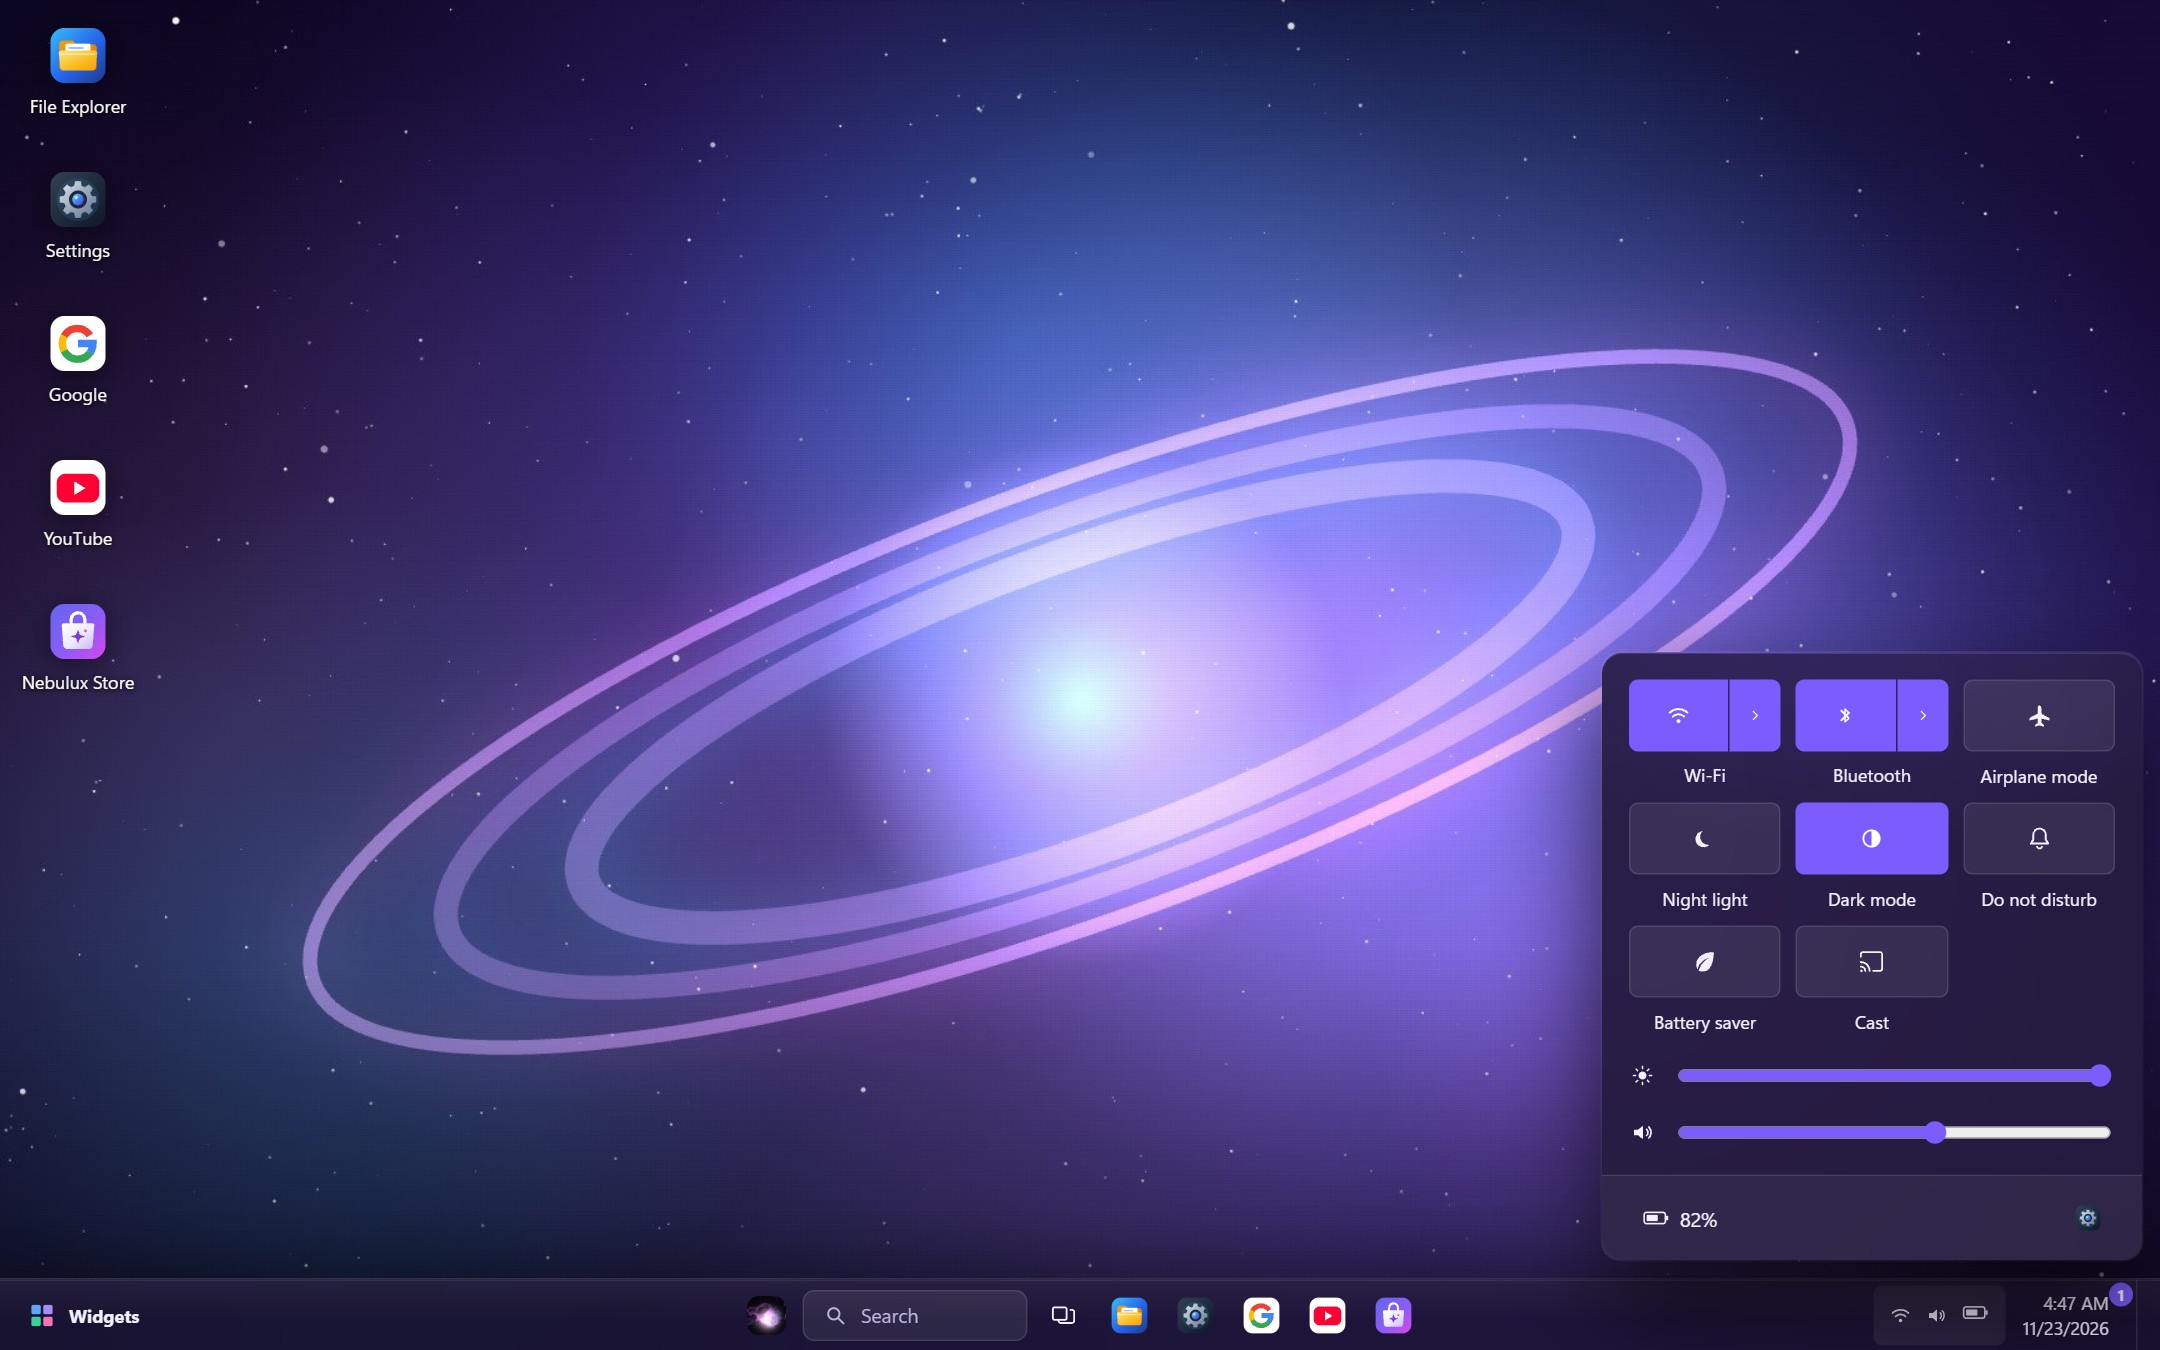 File Explorer
Settings
Google
YouTube
Nebulux Store
Wi-Fi
Bluetooth
Airplane mode
Night light
Dark mode
Do not disturb
Battery saver
Cast
82%
Widgets
Search
4:47 AM
1
11/23/2026